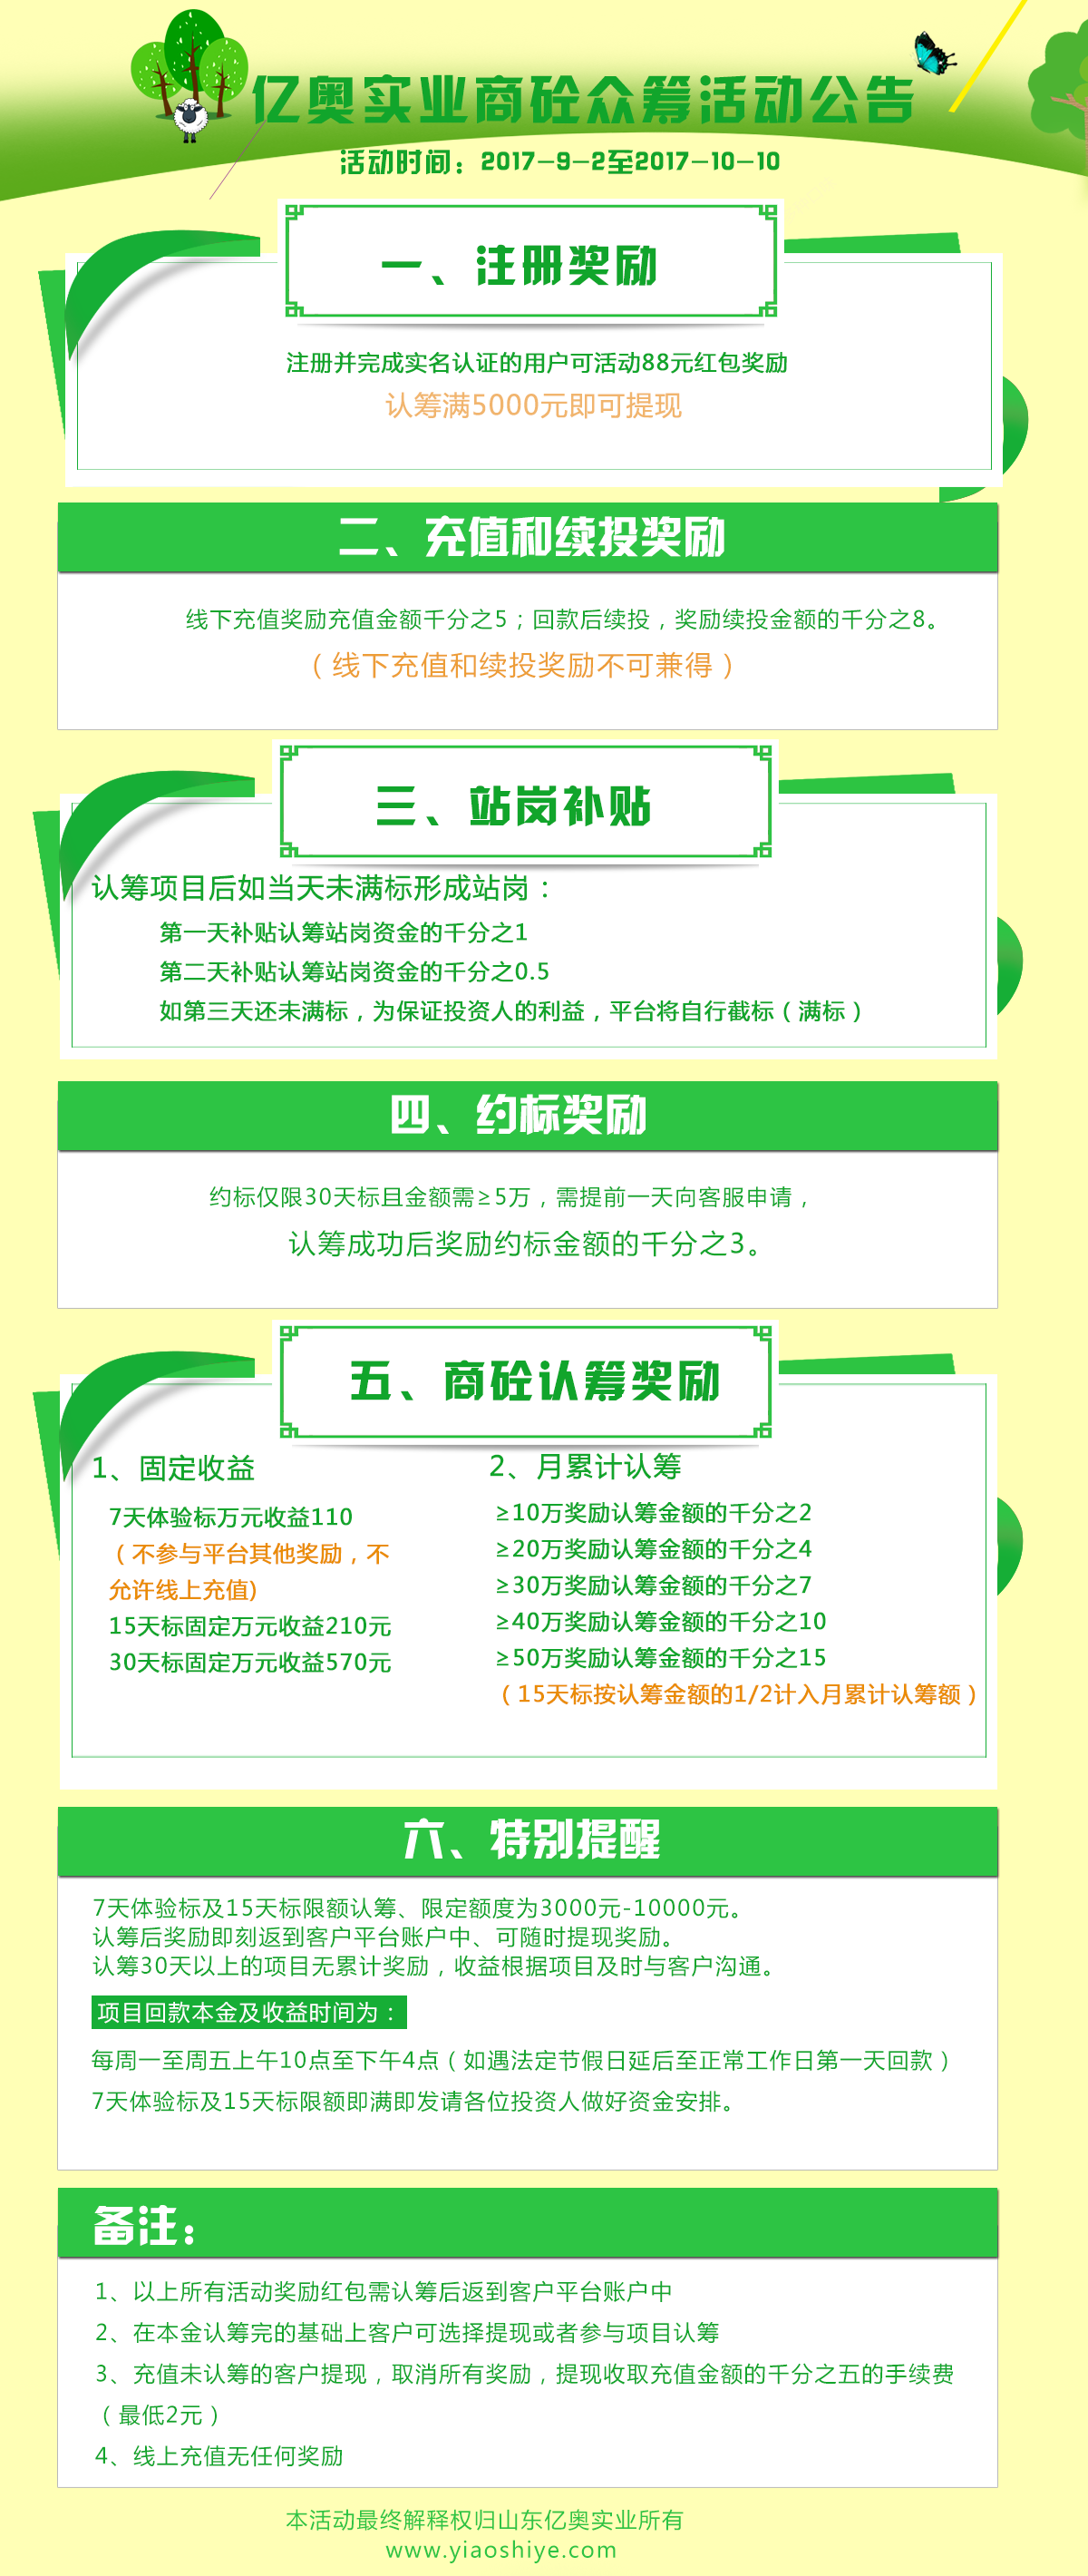 亿奥实业商砼众筹活动公告
活动时间：2017-9-2至2017-10-10
一、注册奖励
注册并完成实名认证的用户可活动88元红包奖励
认筹满5000元即可提现
二、充值和续投奖励
线下充值奖励充值金额千分之5；回款后续投，奖励续投金额的千分之8。
（线下充值和续投奖励不可兼得）
三、站岗补贴
认筹项目后如当天未满标形成站岗：
第一天补贴认筹站岗资金的千分之1
第二天补贴认筹站岗资金的千分之0.5
如第三天还未满标，为保证投资人的利益，平台将自行截标（满标）
四、约标奖励
约标仅限30天标且金额需≥5万，需提前一天向客服申请，
认筹成功后奖励约标金额的千分之3。
五、商砼认筹奖励
1、固定收益
7天体验标万元收益110
（不参与平台其他奖励，不
允许线上充值)
15天标固定万元收益210元
30天标固定万元收益570元
2、月累计认筹
≥10万奖励认筹金额的千分之2
≥20万奖励认筹金额的千分之4
≥30万奖励认筹金额的千分之7
≥40万奖励认筹金额的千分之10
≥50万奖励认筹金额的千分之15
（15天标按认筹金额的1/2计入月累计认筹额）
六、特别提醒
7天体验标及15天标限额认筹、限定额度为3000元-10000元。
认筹后奖励即刻返到客户平台账户中、可随时提现奖励。
认筹30天以上的项目无累计奖励，收益根据项目及时与客户沟通。
项目回款本金及收益时间为：
每周一至周五上午10点至下午4点（如遇法定节假日延后至正常工作日第一天回款）
7天体验标及15天标限额即满即发请各位投资人做好资金安排。
备注：
1、以上所有活动奖励红包需认筹后返到客户平台账户中
2、在本金认筹完的基础上客户可选择提现或者参与项目认筹
3、充值未认筹的客户提现，取消所有奖励，提现收取充值金额的千分之五的手续费
（最低2元）
4、线上充值无任何奖励
本活动最终解释权归山东亿奥实业所有
www.yiaoshiye.com